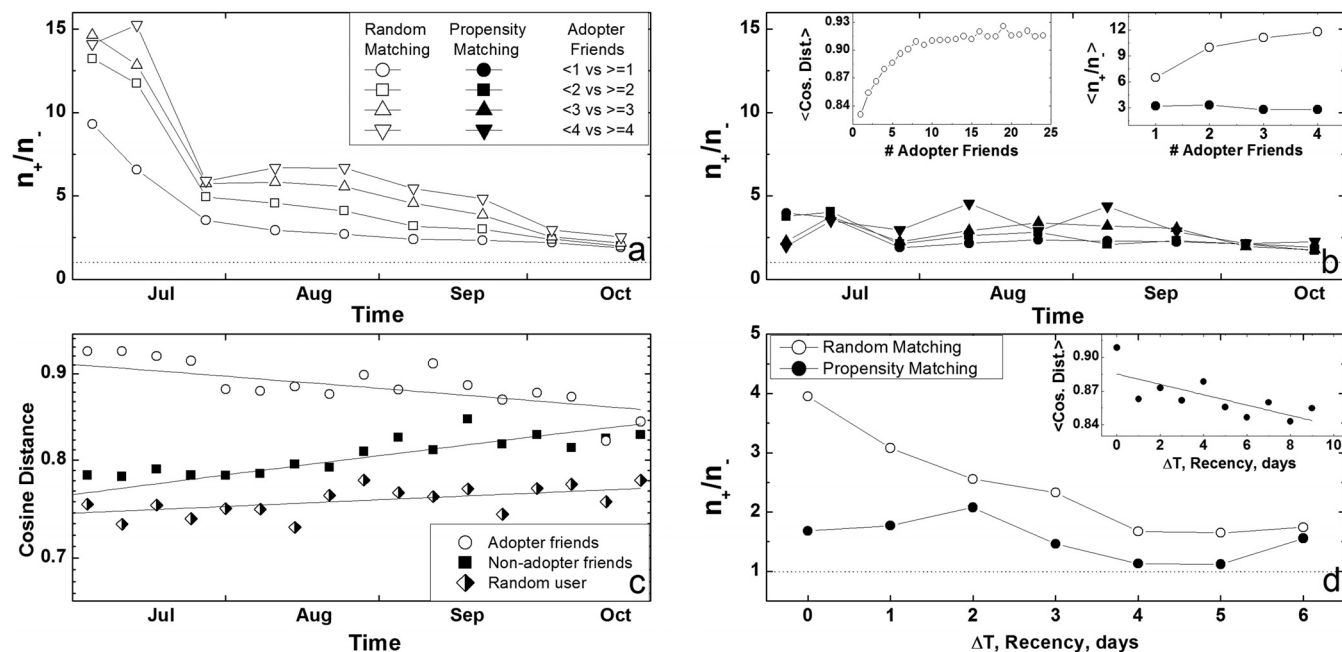 a
n+/n-
15
10
5
0
Random Matching
Propensity Matching
Adopter Friends
<1 vs >=1
<2 vs >=2
<3 vs >=3
<4 vs >=4
Jul Aug Sep Oct
Time
b
n+/n-
15
10
5
0
<Cos. Dist.>
0.93
0.90
0.87
0.84
0 5 10 15 20 25
# Adopter Friends
<n+/n->
12
9
6
3
0
1 2 3 4
# Adopter Friends
Jul Aug Sep Oct
Time
c
Cosine Distance
0.9
0.8
0.7
Adopter friends
Non-adopter friends
Random user
Jul Aug Sep Oct
Time
d
n+/n-
5
4
3
2
1
Random Matching
Propensity Matching
<Cos. Dist.>
0.90
0.87
0.84
0 2 4 6 8 10
ΔT, Recency, days
0 1 2 3 4 5 6
ΔT, Recency, days